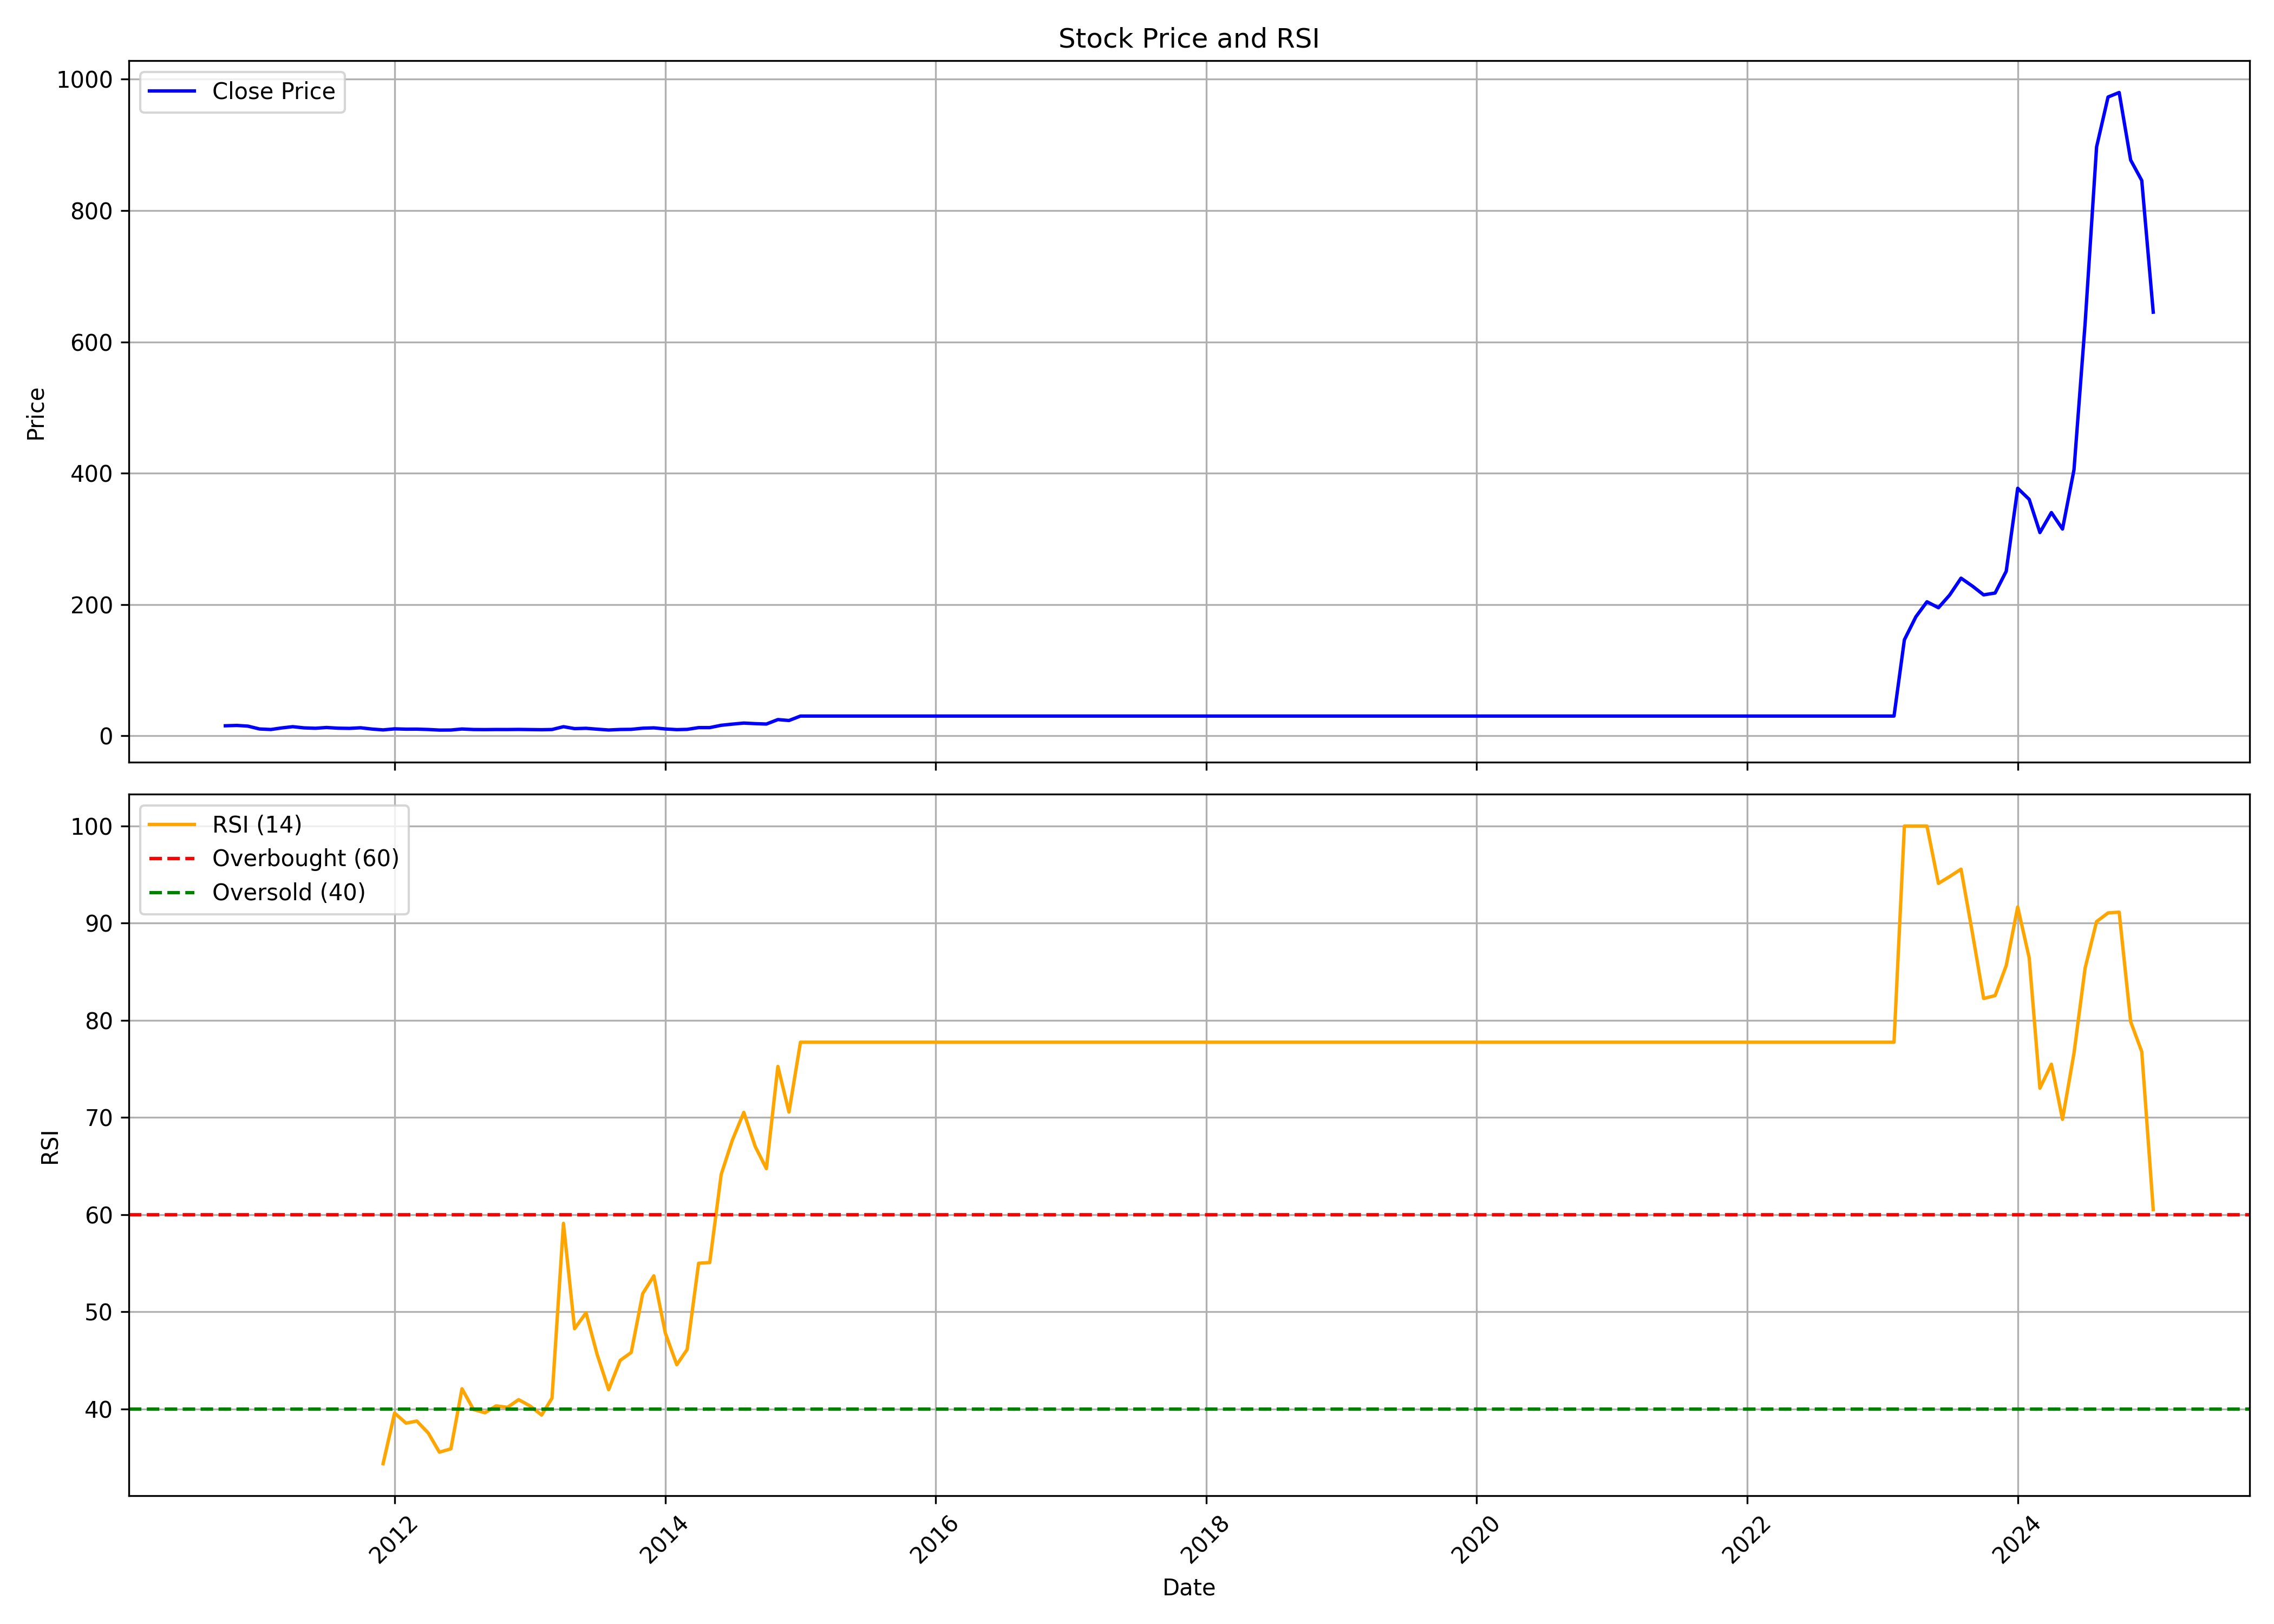 Stock Price and RSI
Close Price
1000
800
600
400
200
0
Price
RSI (14)
Overbought (60)
Oversold (40)
100
90
80
70
60
50
40
RSI
2012
2014
2016
2018
2020
2022
2024
Date